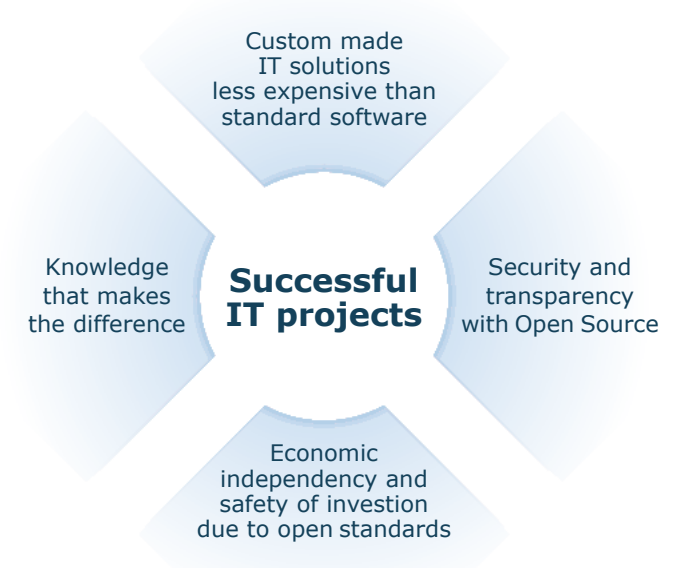 Custom made
IT solutions
less expensive than
standard software
Knowledge
that makes
the difference
Successful
IT projects
Security and
transparency
with Open Source
Economic
independency and
safety of investion
due to open standards